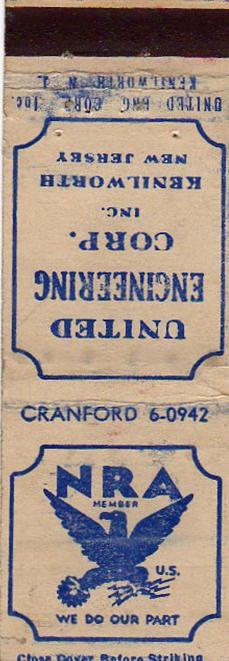 UNITED ENG. CORP. Inc.
KENILWORTH N. J.
UNITED
ENGINEERING
CORP.
INC.
KENILWORTH
NEW JERSEY
CRANFORD 6-0942
NRA
MEMBER
U.S.
WE DO OUR PART
Close Cover Before Striking